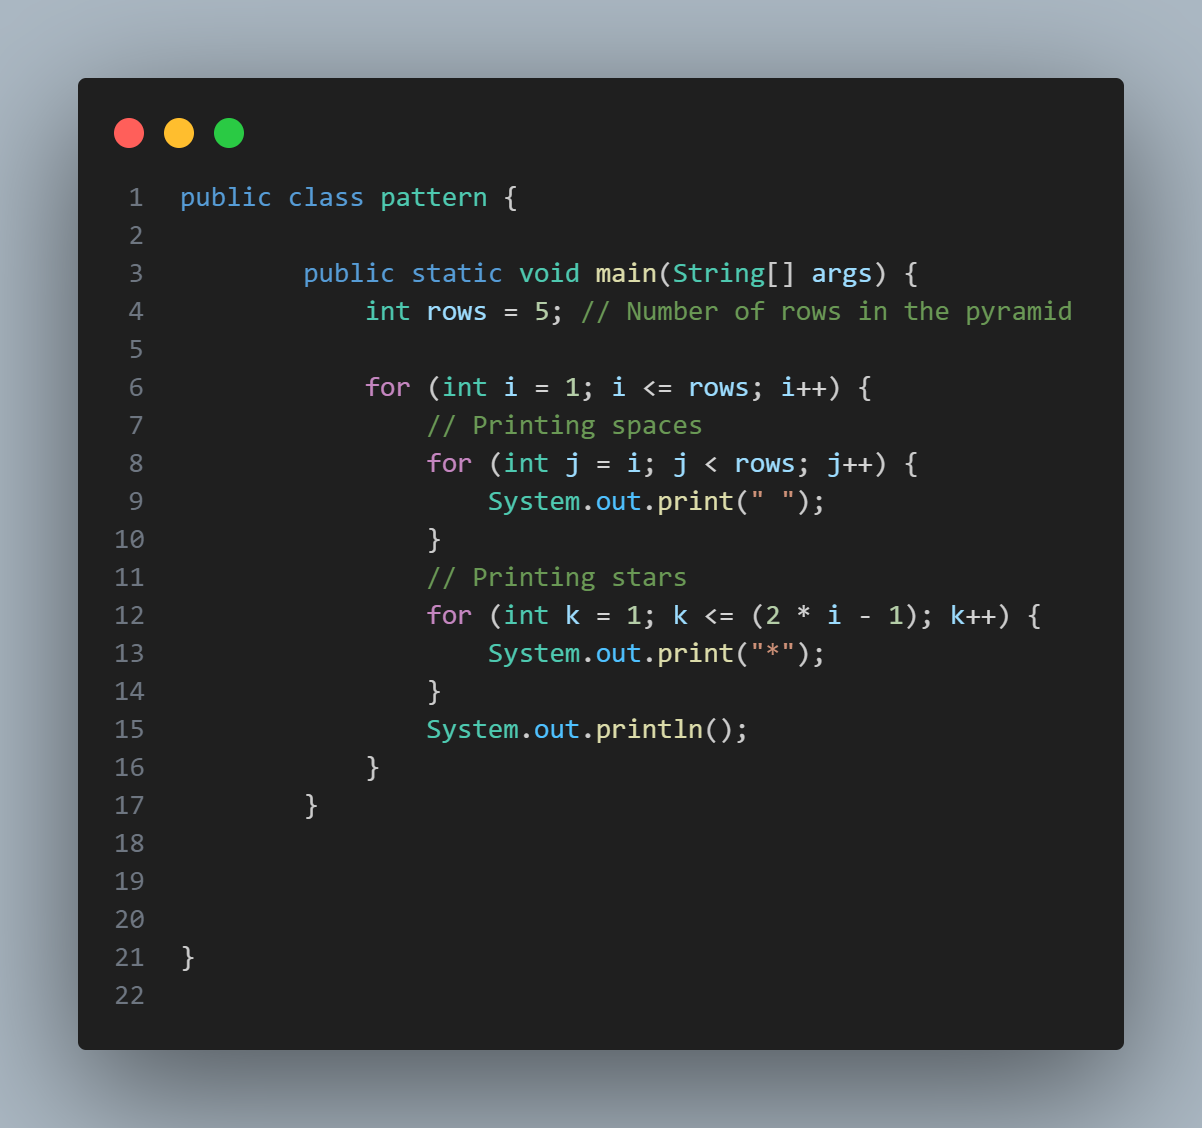 1 public class pattern {
2
3         public static void main(String[] args) {
4             int rows = 5; // Number of rows in the pyramid
5
6             for (int i = 1; i <= rows; i++) {
7                 // Printing spaces
8                 for (int j = i; j < rows; j++) {
9                     System.out.print(" ");
10                 }
11                 // Printing stars
12                 for (int k = 1; k <= (2 * i - 1); k++) {
13                     System.out.print("*");
14                 }
15                 System.out.println();
16             }
17         }
18
19
20
21 }
22